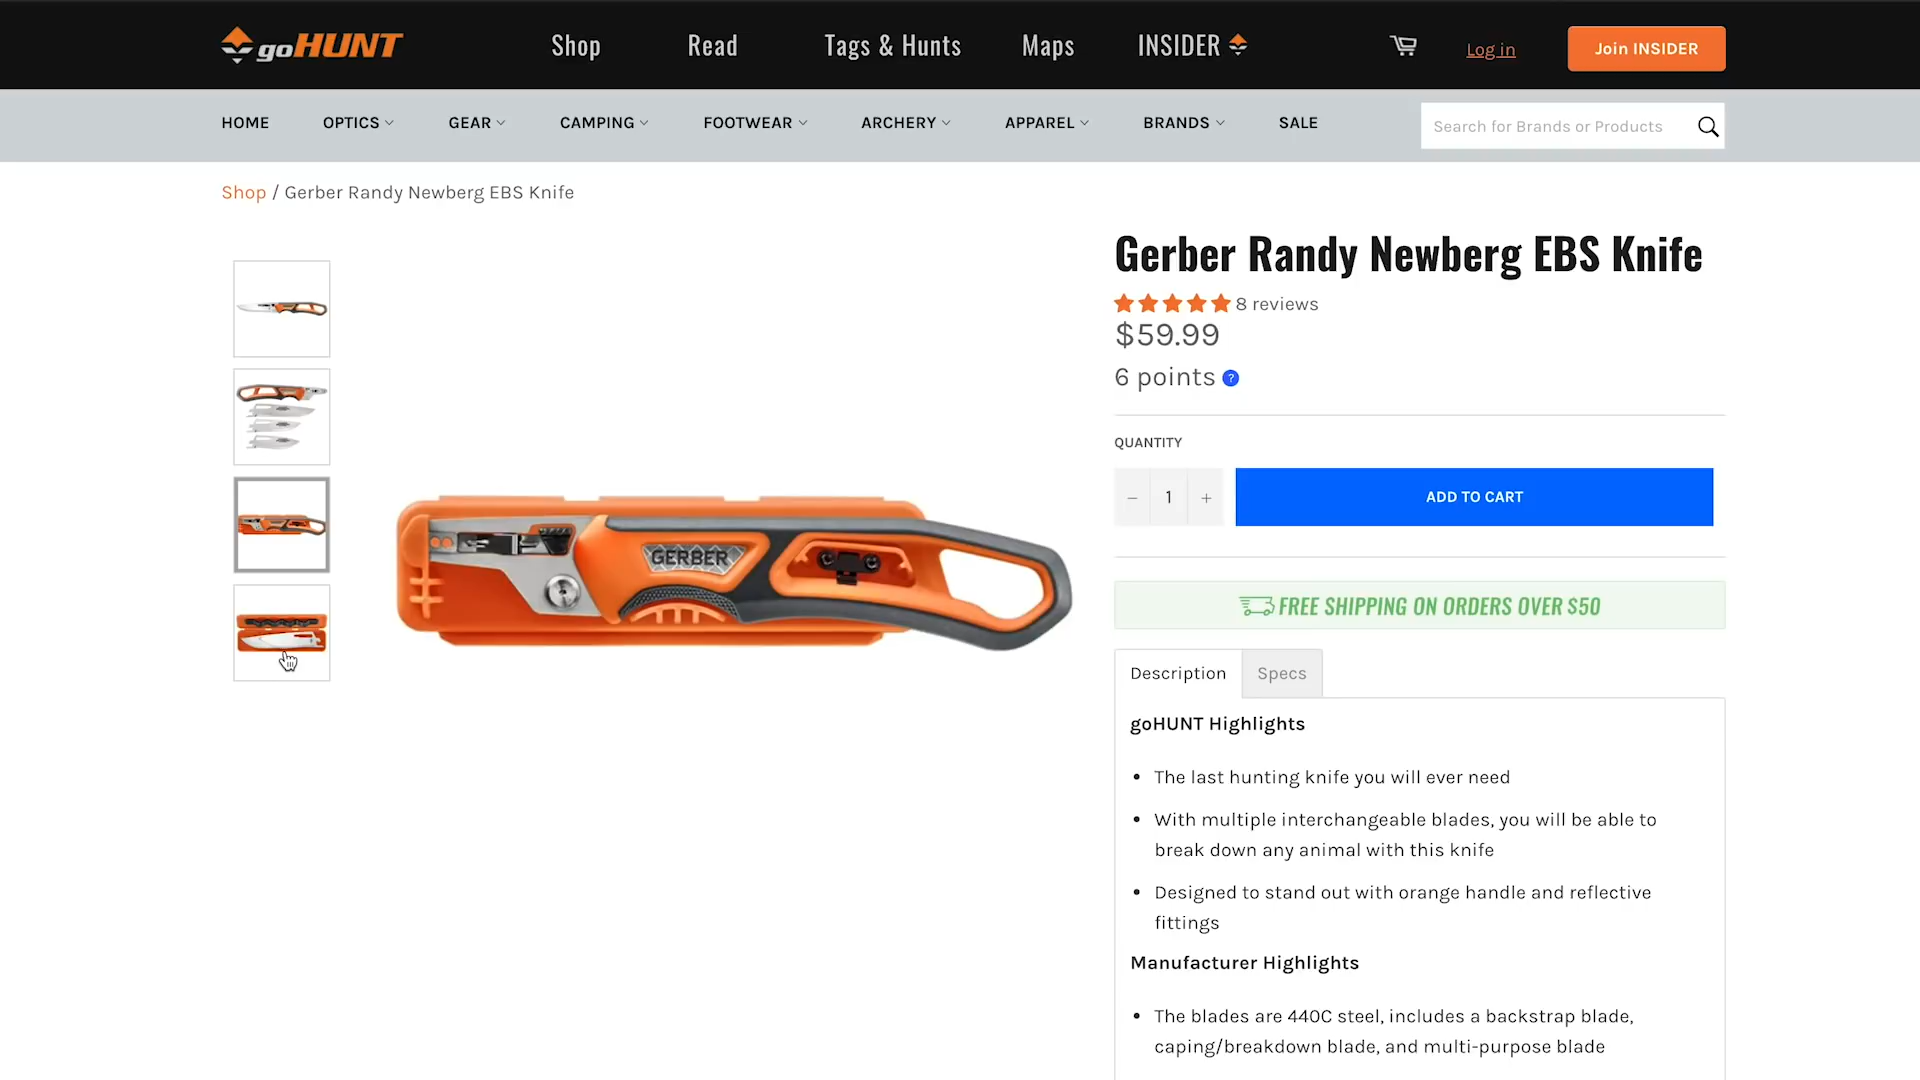 goHUNT
Shop
Read
Tags & Hunts
Maps
INSIDER
Log in
Join INSIDER
HOME
OPTICS
GEAR
CAMPING
FOOTWEAR
ARCHERY
APPAREL
BRANDS
SALE
Search for Brands or Products
Shop / Gerber Randy Newberg EBS Knife
Gerber Randy Newberg EBS Knife
8 reviews
$59.99
6 points ?
QUANTITY
− 1 +
ADD TO CART
GERBER
FREE SHIPPING ON ORDERS OVER $50
Description
Specs
goHUNT Highlights
• The last hunting knife you will ever need
• With multiple interchangeable blades, you will be able to
break down any animal with this knife
• Designed to stand out with orange handle and reflective
fittings
Manufacturer Highlights
• The blades are 440C steel, includes a backstrap blade,
caping/breakdown blade, and multi-purpose blade